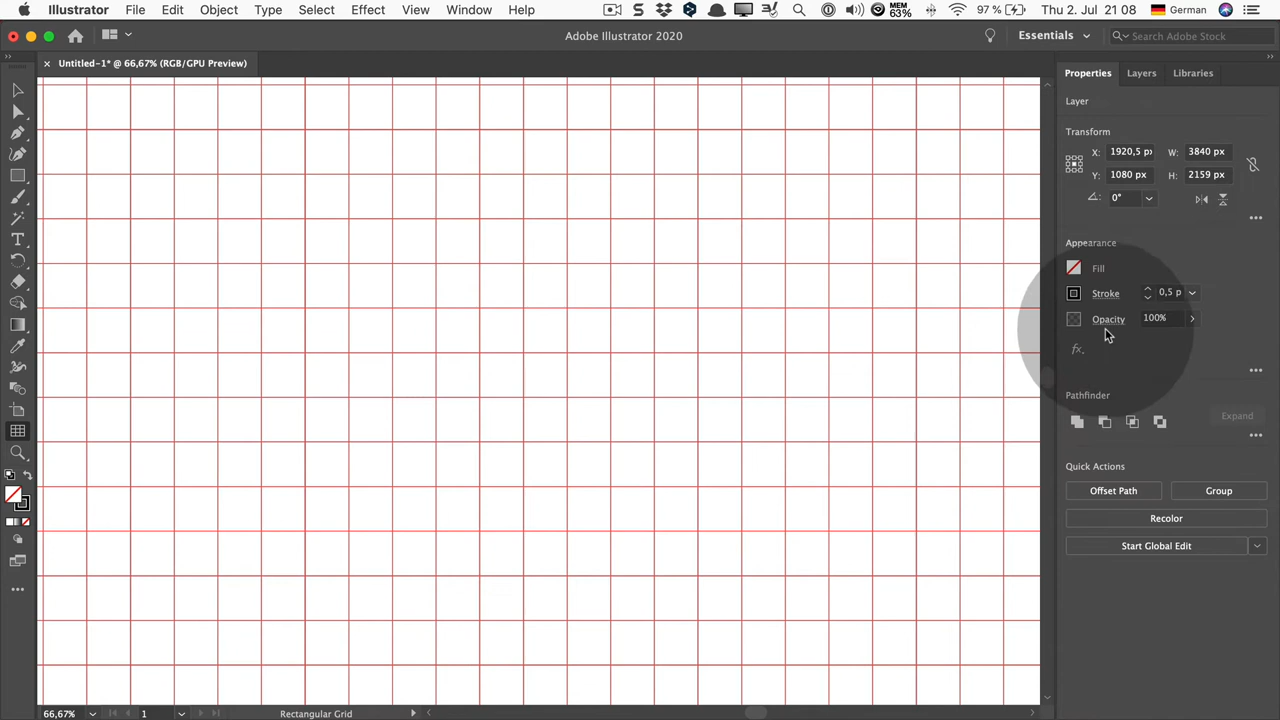 Illustrator File Edit Object Type Select Effect View Window Help MEM 63% 97 % Thu 2. Jul 21 08 German
Adobe Illustrator 2020 Essentials Search Adobe Stock
Untitled-1* @ 66,67% (RGB/GPU Preview)
Properties Layers Libraries
Layer
Transform
X: 1920,5 px W: 3840 px
Y: 1080 px H: 2159 px
0°
Appearance
Fill
Stroke 0,5 p
Opacity 100%
fx.
Pathfinder
Expand
Quick Actions
Offset Path Group
Recolor
Start Global Edit
66,67% 1 Rectangular Grid